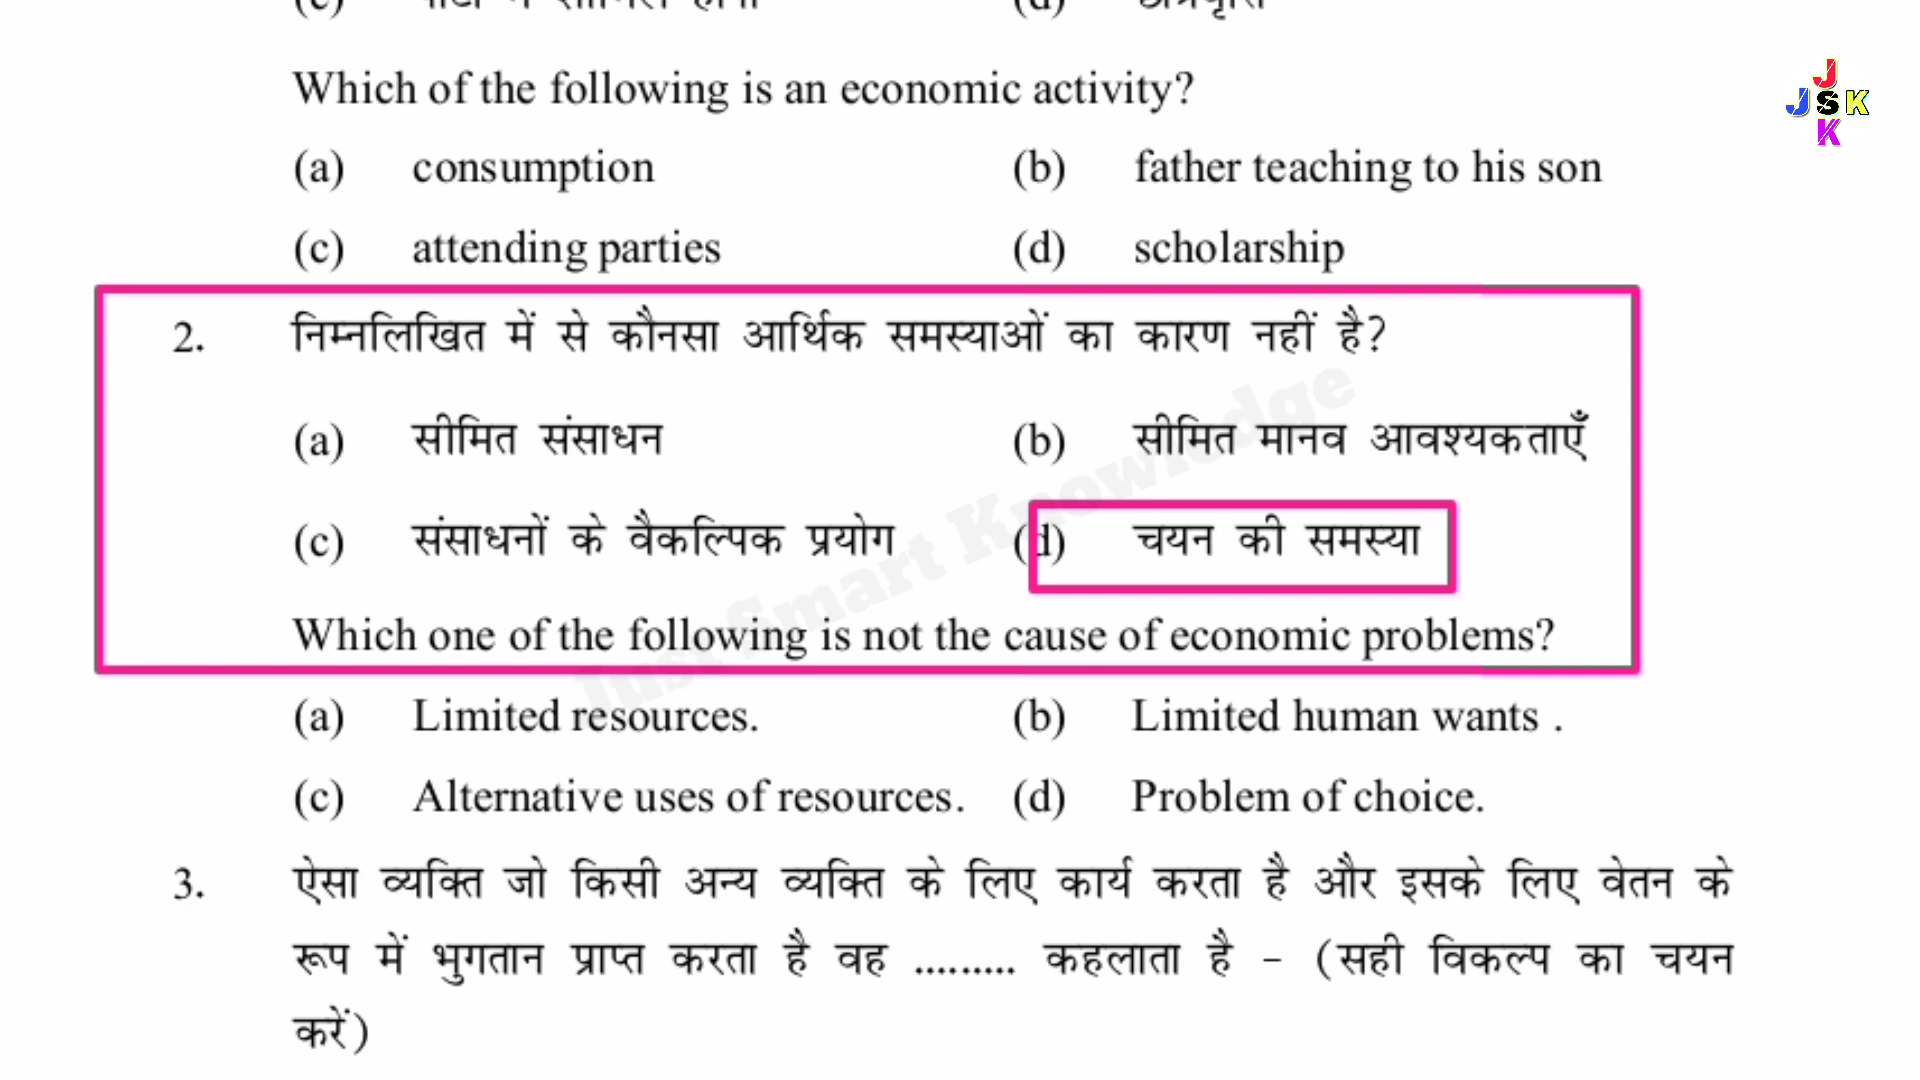 Which of the following is an economic activity?
(a) consumption (b) father teaching to his son
(c) attending parties (d) scholarship
2. निम्नलिखित में से कौनसा आर्थिक समस्याओं का कारण नहीं है?
(a) सीमित संसाधन (b) सीमित मानव आवश्यकताएँ
(c) संसाधनों के वैकल्पिक प्रयोग (d) चयन की समस्या
Which one of the following is not the cause of economic problems?
(a) Limited resources. (b) Limited human wants .
(c) Alternative uses of resources. (d) Problem of choice.
3. ऐसा व्यक्ति जो किसी अन्य व्यक्ति के लिए कार्य करता है और इसके लिए वेतन के
रूप में भुगतान प्राप्त करता है वह ......... कहलाता है - (सही विकल्प का चयन
करें)
J
JSK
K
Just Smart Knowledge